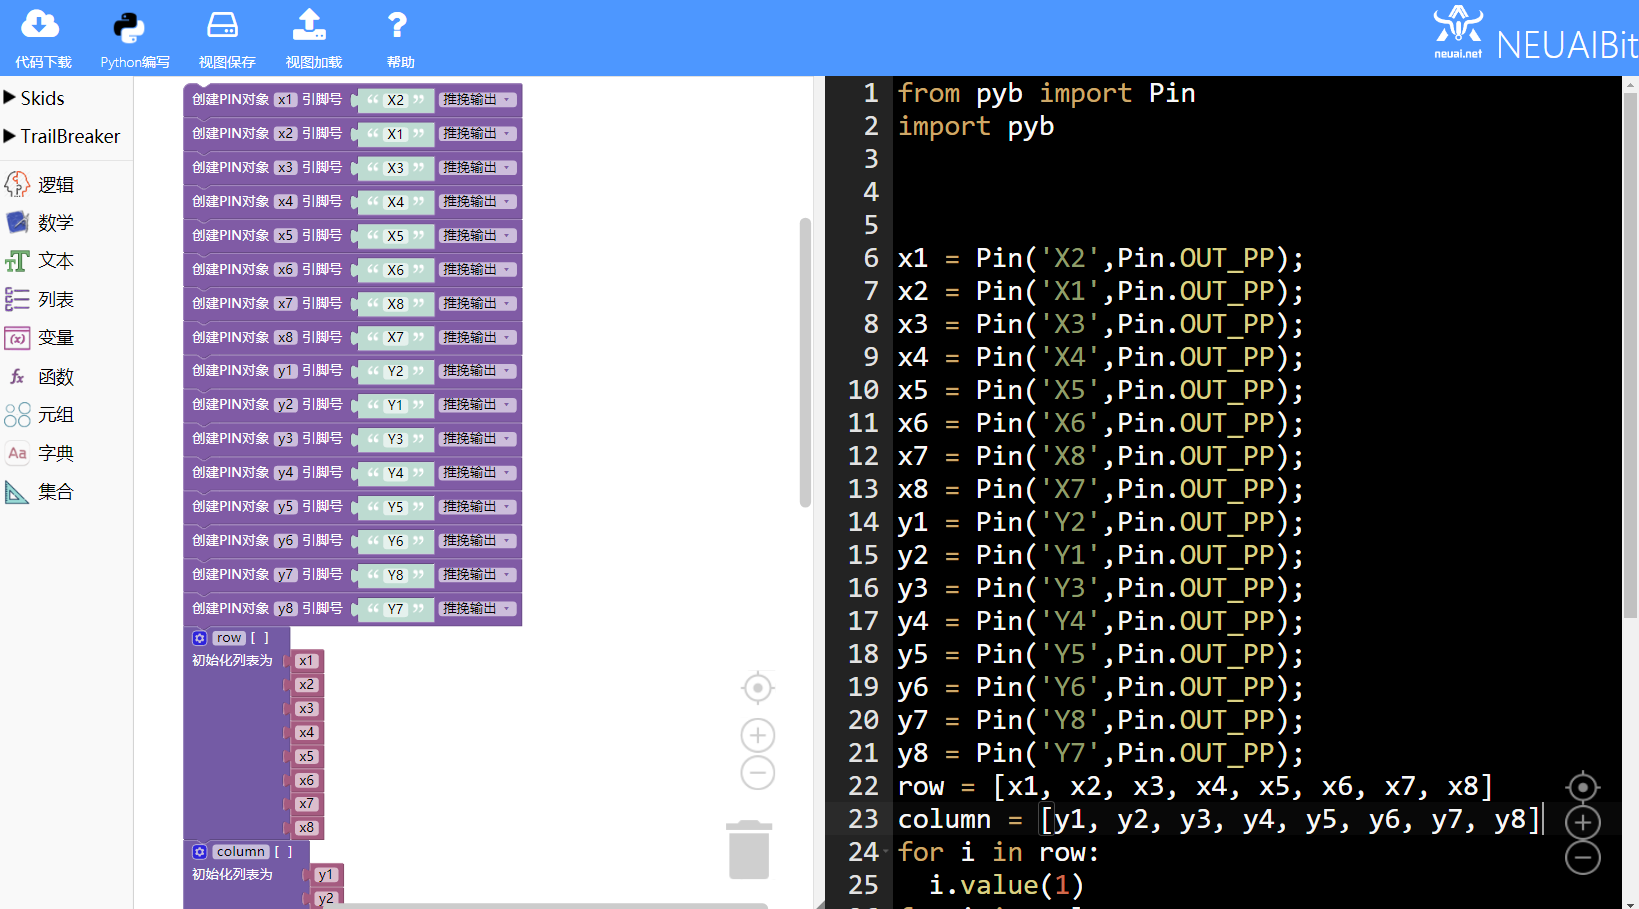 代码下载
Python编写
视图保存
视图加载
帮助
neuai.net
NEUAIBit
Skids
TrailBreaker
逻辑
数学
文本
列表
变量
函数
元组
字典
集合
创建PIN对象 x1 引脚号 “ X2 ” 推挽输出
创建PIN对象 x2 引脚号 “ X1 ” 推挽输出
创建PIN对象 x3 引脚号 “ X3 ” 推挽输出
创建PIN对象 x4 引脚号 “ X4 ” 推挽输出
创建PIN对象 x5 引脚号 “ X5 ” 推挽输出
创建PIN对象 x6 引脚号 “ X6 ” 推挽输出
创建PIN对象 x7 引脚号 “ X8 ” 推挽输出
创建PIN对象 x8 引脚号 “ X7 ” 推挽输出
创建PIN对象 y1 引脚号 “ Y2 ” 推挽输出
创建PIN对象 y2 引脚号 “ Y1 ” 推挽输出
创建PIN对象 y3 引脚号 “ Y3 ” 推挽输出
创建PIN对象 y4 引脚号 “ Y4 ” 推挽输出
创建PIN对象 y5 引脚号 “ Y5 ” 推挽输出
创建PIN对象 y6 引脚号 “ Y6 ” 推挽输出
创建PIN对象 y7 引脚号 “ Y8 ” 推挽输出
创建PIN对象 y8 引脚号 “ Y7 ” 推挽输出
row [ ]
初始化列表为 x1
x2
x3
x4
x5
x6
x7
x8
column [ ]
初始化列表为 y1
y2
1 from pyb import Pin
2 import pyb
3
4
5
6 x1 = Pin('X2',Pin.OUT_PP);
7 x2 = Pin('X1',Pin.OUT_PP);
8 x3 = Pin('X3',Pin.OUT_PP);
9 x4 = Pin('X4',Pin.OUT_PP);
10 x5 = Pin('X5',Pin.OUT_PP);
11 x6 = Pin('X6',Pin.OUT_PP);
12 x7 = Pin('X8',Pin.OUT_PP);
13 x8 = Pin('X7',Pin.OUT_PP);
14 y1 = Pin('Y2',Pin.OUT_PP);
15 y2 = Pin('Y1',Pin.OUT_PP);
16 y3 = Pin('Y3',Pin.OUT_PP);
17 y4 = Pin('Y4',Pin.OUT_PP);
18 y5 = Pin('Y5',Pin.OUT_PP);
19 y6 = Pin('Y6',Pin.OUT_PP);
20 y7 = Pin('Y8',Pin.OUT_PP);
21 y8 = Pin('Y7',Pin.OUT_PP);
22 row = [x1, x2, x3, x4, x5, x6, x7, x8]
23 column = [y1, y2, y3, y4, y5, y6, y7, y8]
24 for i in row:
25 i.value(1)